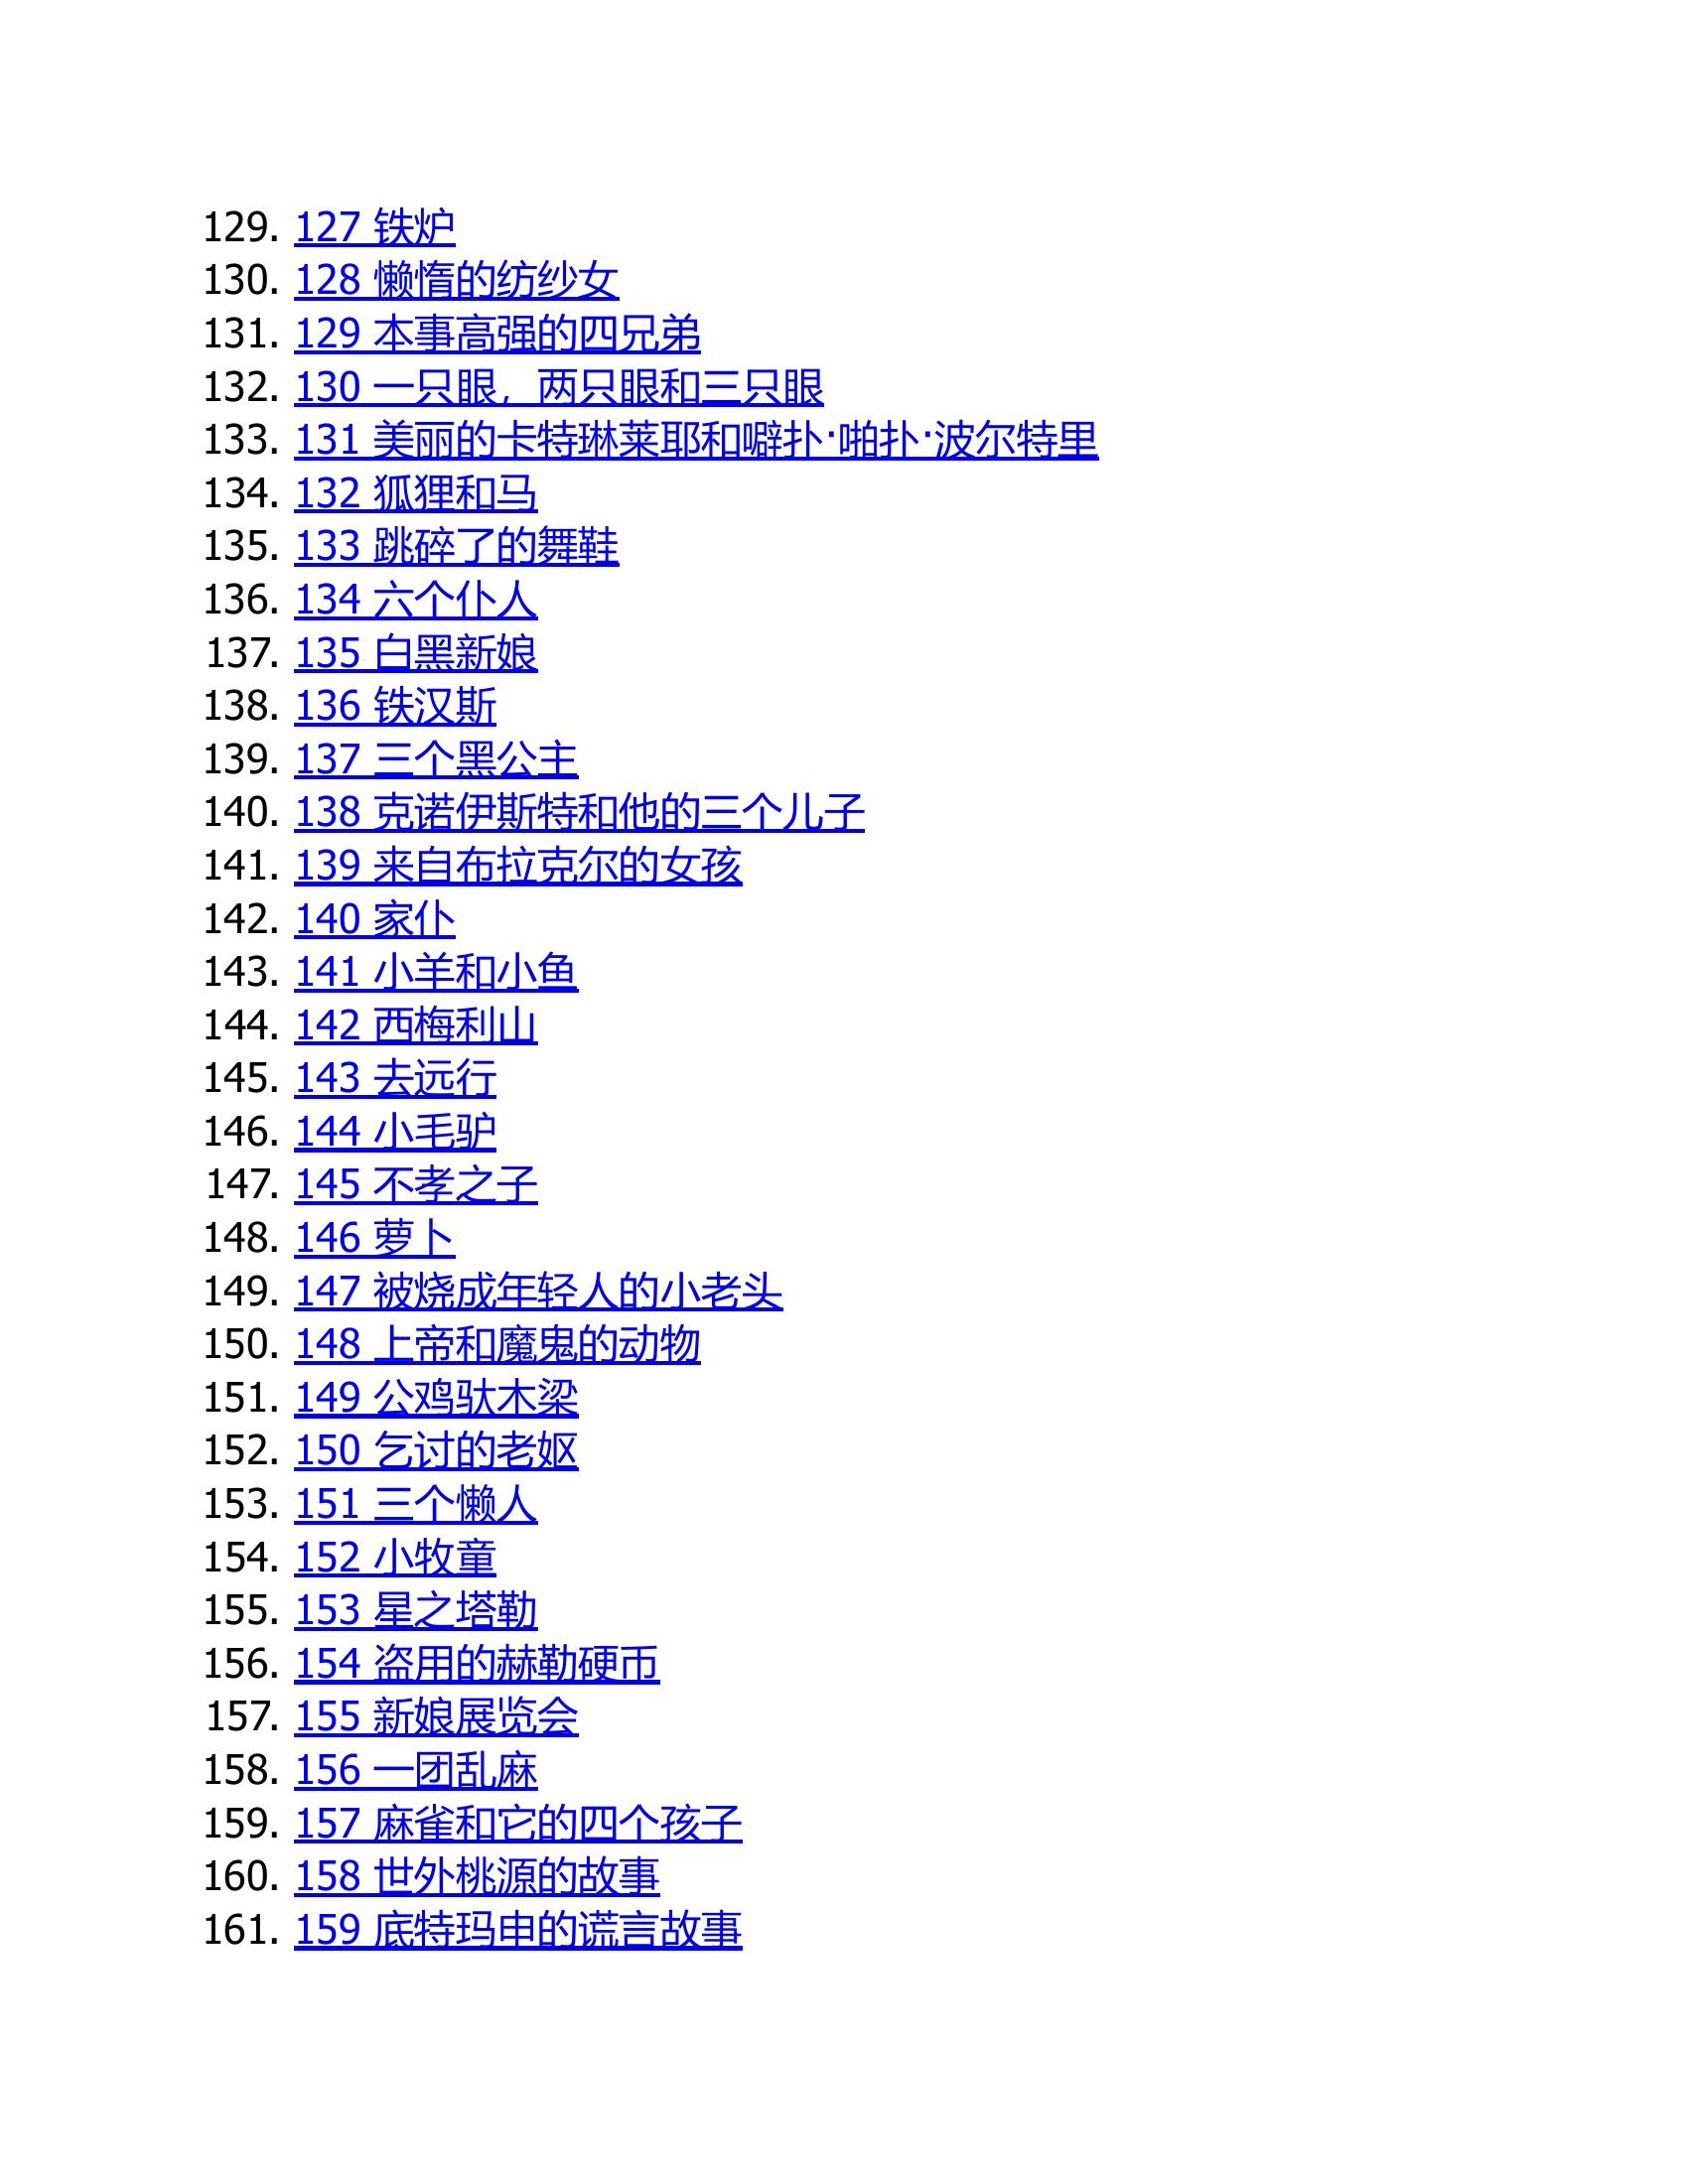 129. 127 铁炉
130. 128 懒惰的纺纱女
131. 129 本事高强的四兄弟
132. 130 一只眼，两只眼和三只眼
133. 131 美丽的卡特琳莱耶和噼扑·啪扑·波尔特里
134. 132 狐狸和马
135. 133 跳碎了的舞鞋
136. 134 六个仆人
137. 135 白黑新娘
138. 136 铁汉斯
139. 137 三个黑公主
140. 138 克诺伊斯特和他的三个儿子
141. 139 来自布拉克尔的女孩
142. 140 家仆
143. 141 小羊和小鱼
144. 142 西梅利山
145. 143 去远行
146. 144 小毛驴
147. 145 不孝之子
148. 146 萝卜
149. 147 被烧成年轻人的小老头
150. 148 上帝和魔鬼的动物
151. 149 公鸡驮木梁
152. 150 乞讨的老妪
153. 151 三个懒人
154. 152 小牧童
155. 153 星之塔勒
156. 154 盗用的赫勒硬币
157. 155 新娘展览会
158. 156 一团乱麻
159. 157 麻雀和它的四个孩子
160. 158 世外桃源的故事
161. 159 底特玛申的谎言故事